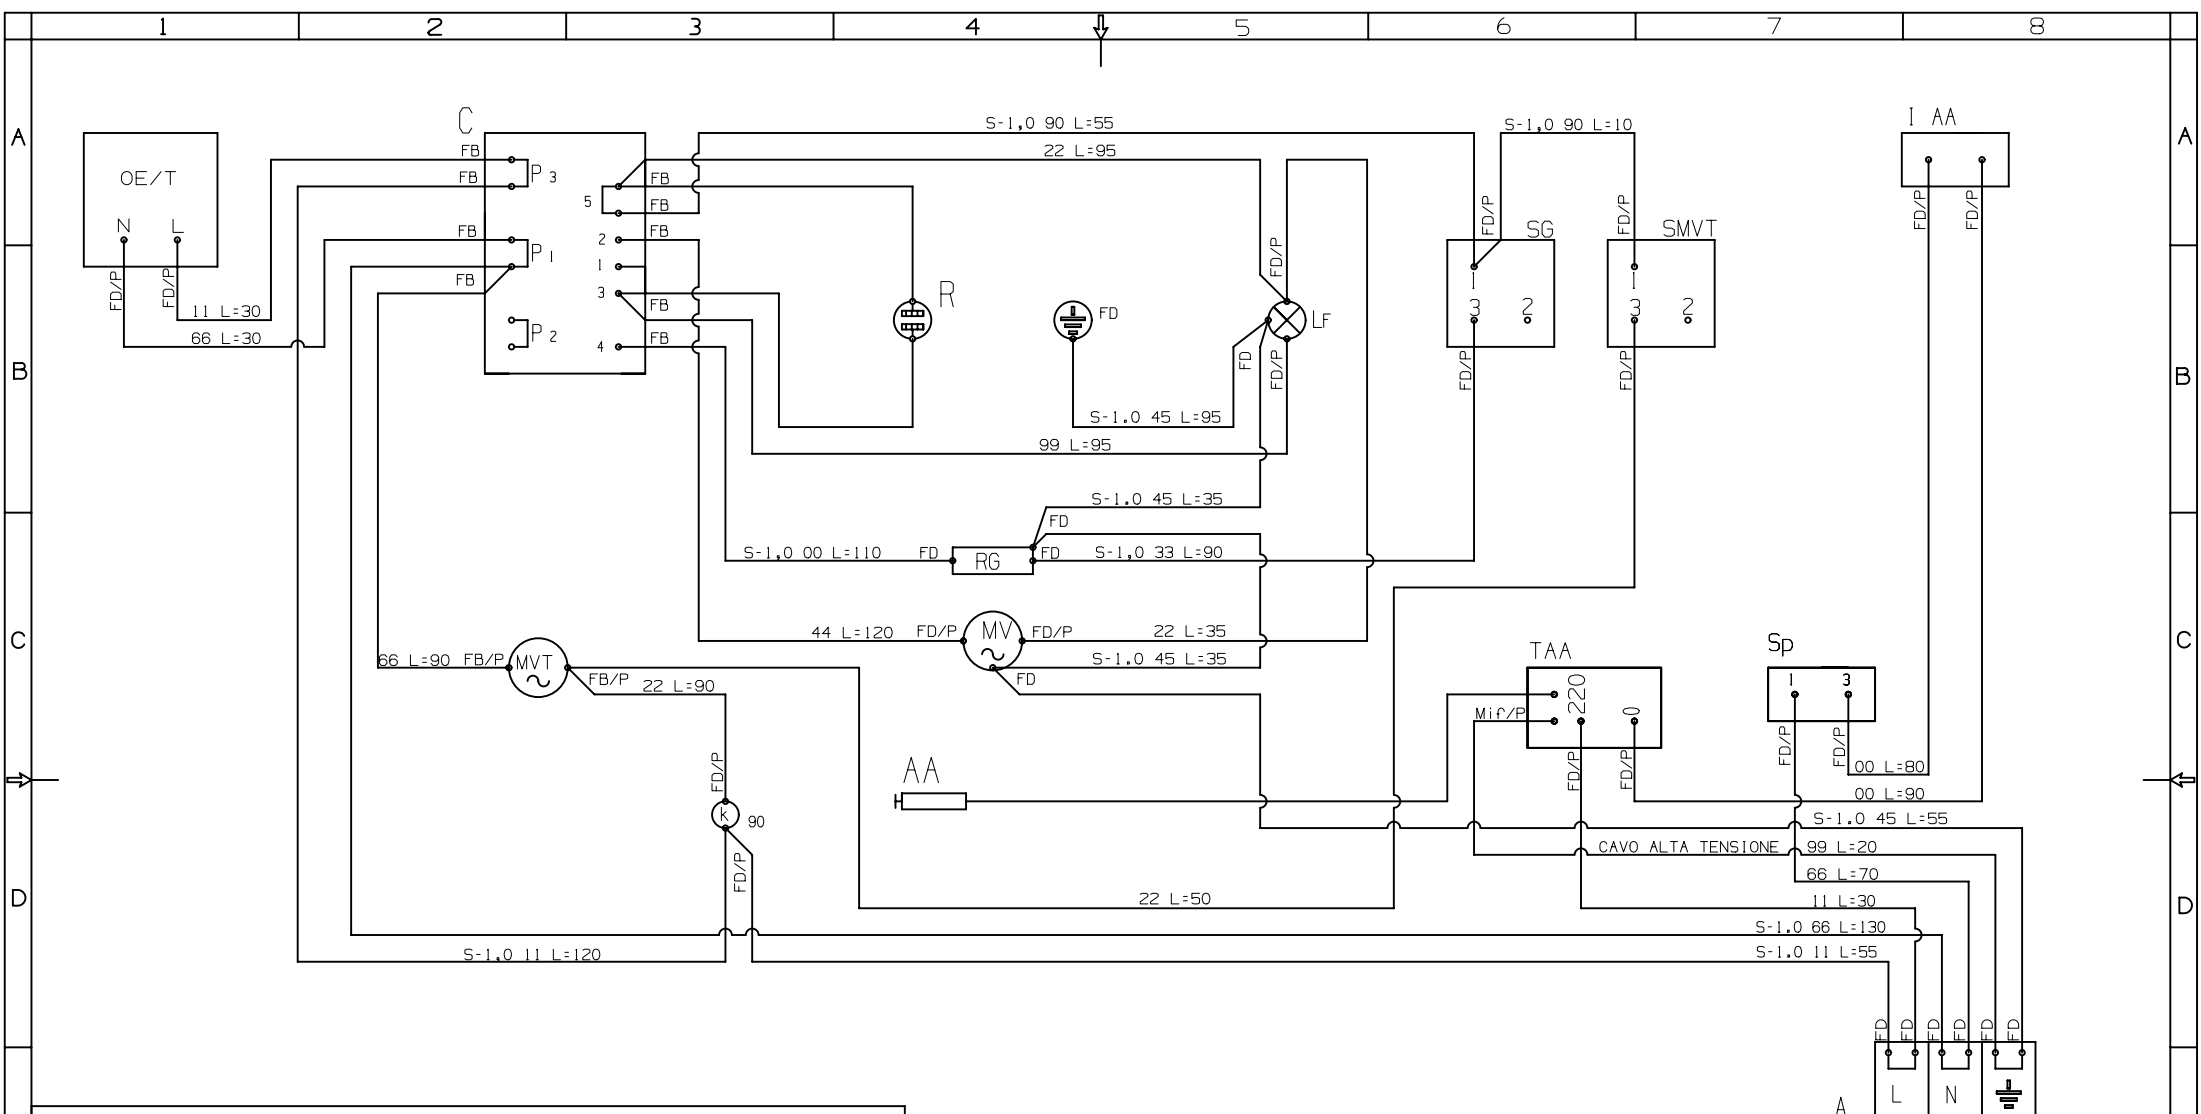 1 2 3 4 5 6 7 8
A A
B B
C C
D D
OE/T
N L
FD/P FD/P
11 L=30
66 L=30
C
FB
FB
FB
FB
P 3
P 1
P 2
5
2
1
3
4
FB
FB
FB
FB
FB
S-1,0 90 L=55
22 L=95
R
FD
S-1.0 45 L=95
99 L=95
FD/P
LF
FD
FD/P
S-1,0 90 L=10
FD/P
SG
1
3 2
FD/P
FD/P
SMVT
1
3 2
FD/P
I AA
FD/P FD/P
S-1.0 45 L=35
FD
S-1,0 00 L=110 FD
RG
FD S-1,0 33 L=90
44 L=120 FD/P
MV
FD/P 22 L=35
S-1.0 45 L=35
FD
66 L=90 FB/P
MVT
FB/P 22 L=90
FD/P
k 90
FD/P
AA
TAA
220
0
Mif/P
FD/P FD/P
Sp
1 3
FD/P FD/P
00 L=80
00 L=90
S-1.0 45 L=55
CAVO ALTA TENSIONE 99 L=20
66 L=70
22 L=50
11 L=30
S-1.0 66 L=130
S-1,0 11 L=120
S-1.0 11 L=55
FD FD FD FD FD FD
L N
A